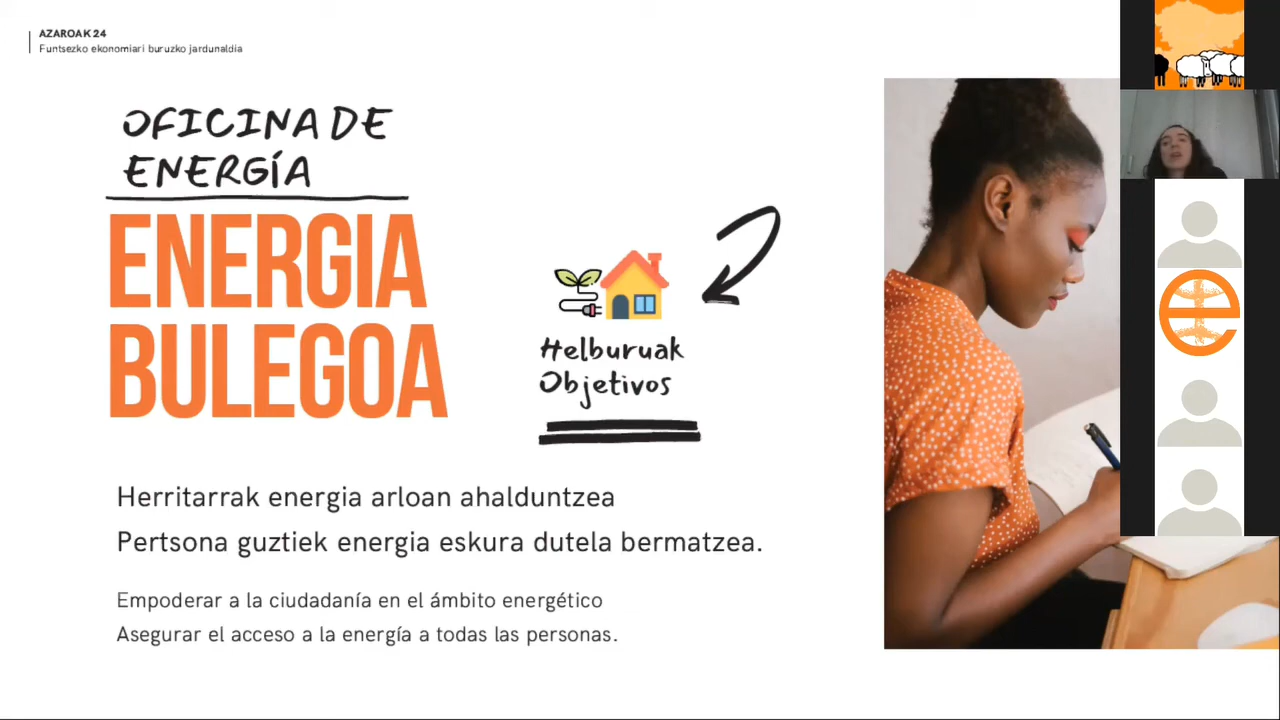 AZAROAK 24
Funtsezko ekonomiari buruzko jardunaldia
OFICINA DE
ENERGÍA
ENERGIA
BULEGOA
Helburuak
Objetivos
Herritarrak energia arloan ahalduntzea
Pertsona guztiek energia eskura dutela bermatzea.
Empoderar a la ciudadanía en el ámbito energético
Asegurar el acceso a la energía a todas las personas.
e